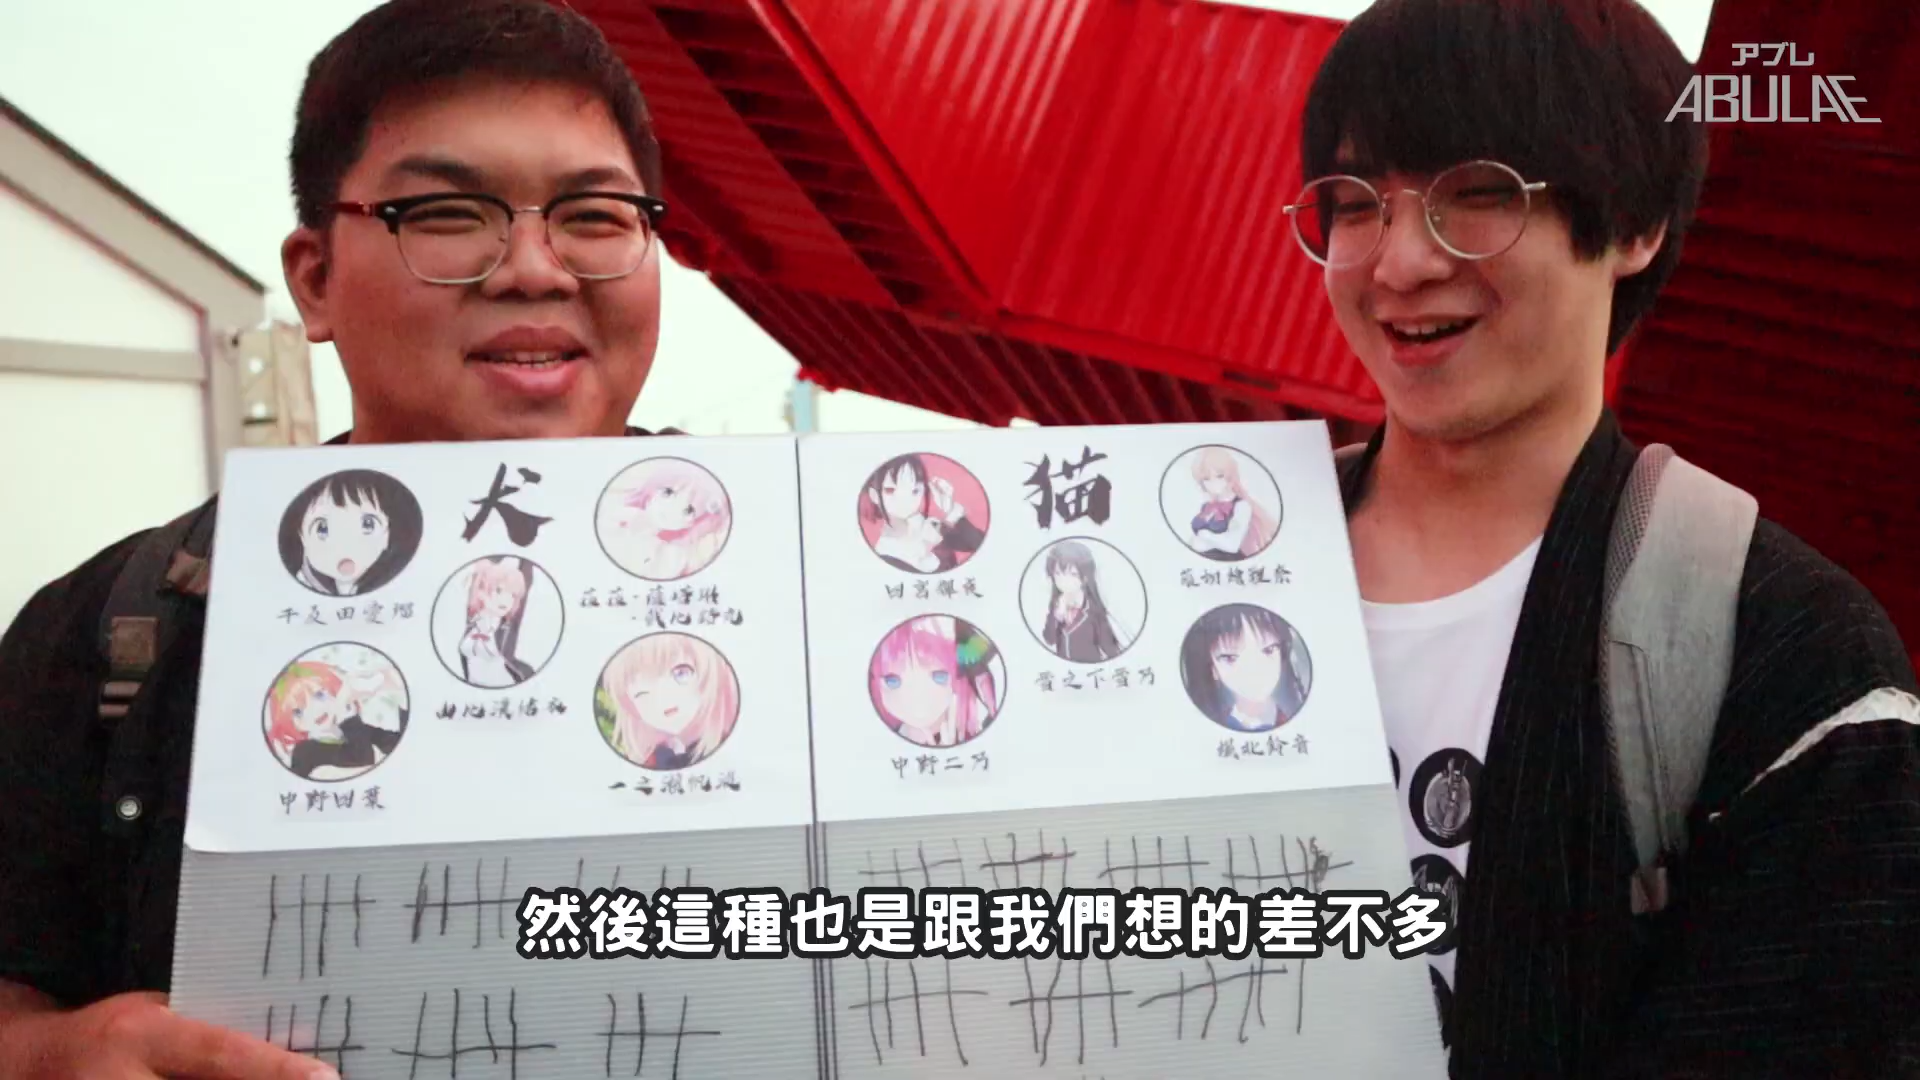 アブレ
ABULAE
犬
猫
千反田愛瑠
菈菈·薩塔琳
·戴比路克
由比濱結衣
中野四葉
一之瀨帆波
四宮輝夜
薙切繪里奈
雪之下雪乃
中野二乃
堀北鈴音
然後這種也是跟我們想的差不多